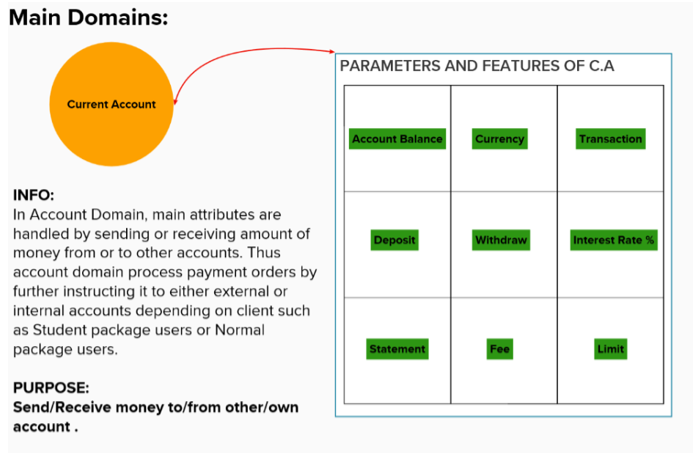 Main Domains:
Current Account
PARAMETERS AND FEATURES OF C.A
Account Balance
Currency
Transaction
Deposit
Withdraw
Interest Rate %
Statement
Fee
Limit
INFO:
In Account Domain, main attributes are
handled by sending or receiving amount of
money from or to other accounts. Thus
account domain process payment orders by
further instructing it to either external or
internal accounts depending on client such
as Student package users or Normal
package users.
PURPOSE:
Send/Receive money to/from other/own
account .